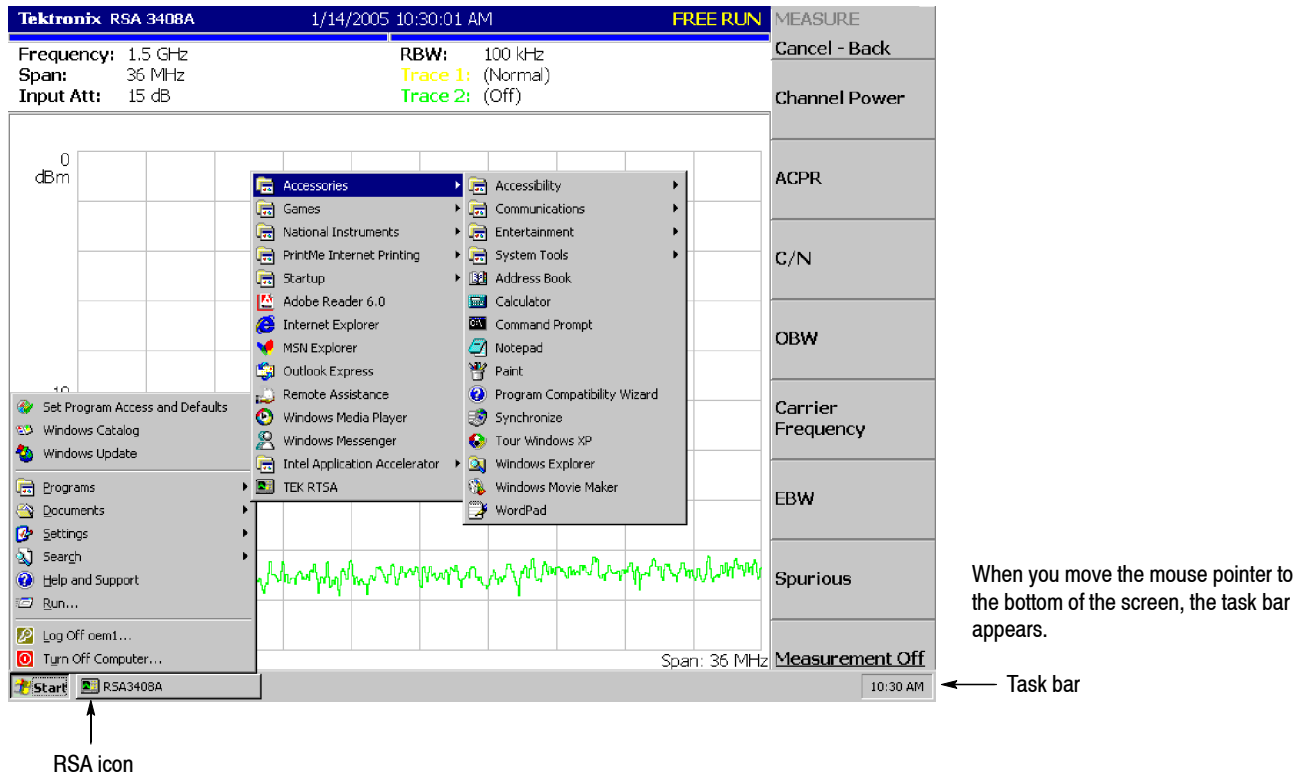 Tektronix RSA 3408A 1/14/2005 10:30:01 AM FREE RUN
Frequency: 1.5 GHz RBW: 100 kHz
Span: 36 MHz Trace 1: (Normal)
Input Att: 15 dB Trace 2: (Off)
MEASURE
Cancel - Back
Channel Power
ACPR
C/N
OBW
Carrier
Frequency
EBW
Spurious
Measurement Off
0
dBm
10
Span: 36 MHz
Accessories
Games
National Instruments
PrintMe Internet Printing
Startup
Adobe Reader 6.0
Internet Explorer
MSN Explorer
Outlook Express
Remote Assistance
Windows Media Player
Windows Messenger
Intel Application Accelerator
TEK RTSA
Accessibility
Communications
Entertainment
System Tools
Address Book
Calculator
Command Prompt
Notepad
Paint
Program Compatibility Wizard
Synchronize
Tour Windows XP
Windows Explorer
Windows Movie Maker
WordPad
Set Program Access and Defaults
Windows Catalog
Windows Update
Programs
Documents
Settings
Search
Help and Support
Run...
Log Off oem1...
Turn Off Computer...
Start RSA3408A 10:30 AM
When you move the mouse pointer to
the bottom of the screen, the task bar
appears.
Task bar
RSA icon